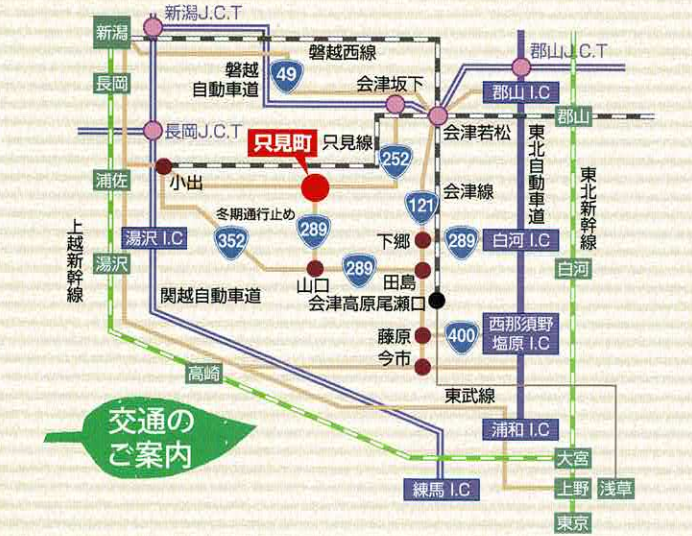 新潟J.C.T
新潟
磐越西線
郡山J.C.T
磐越
自動車道
49
会津坂下
長岡
郡山 I.C
郡山
長岡J.C.T
只見町
只見線
会津若松
252
小出
浦佐
会津線
東北自動車道
東北新幹線
冬期通行止め
121
上越新幹線
湯沢 I.C
352
289
下郷
289
白河 I.C
湯沢
289
白河
山口
田島
関越自動車道
会津高原尾瀬口
藤原
400
西那須野
塩原 I.C
今市
高崎
東武線
交通の
ご案内
浦和 I.C
大宮
練馬 I.C
上野
浅草
東京